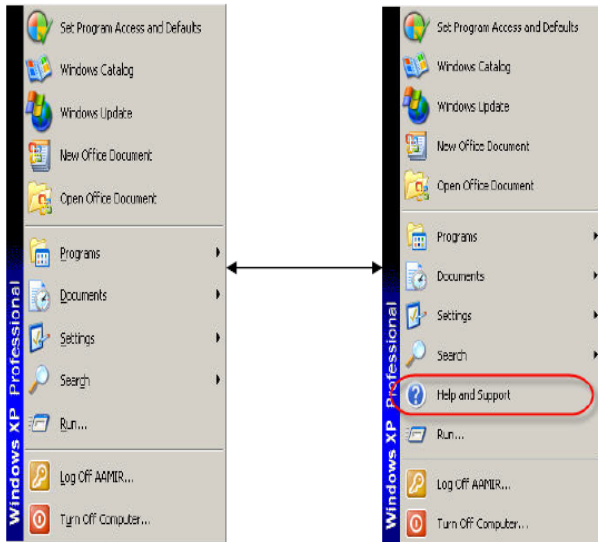 Set Program Access and Defaults
Windows Catalog
Windows Update
New Office Document
Open Office Document
Programs
Documents
Settings
Search
Run...
Log Off AAMIR...
Turn Off Computer...
Windows XP Professional
Set Program Access and Defaults
Windows Catalog
Windows Update
New Office Document
Open Office Document
Programs
Documents
Settings
Search
Help and Support
Run...
Log Off AAMIR...
Turn Off Computer...
Windows XP Professional